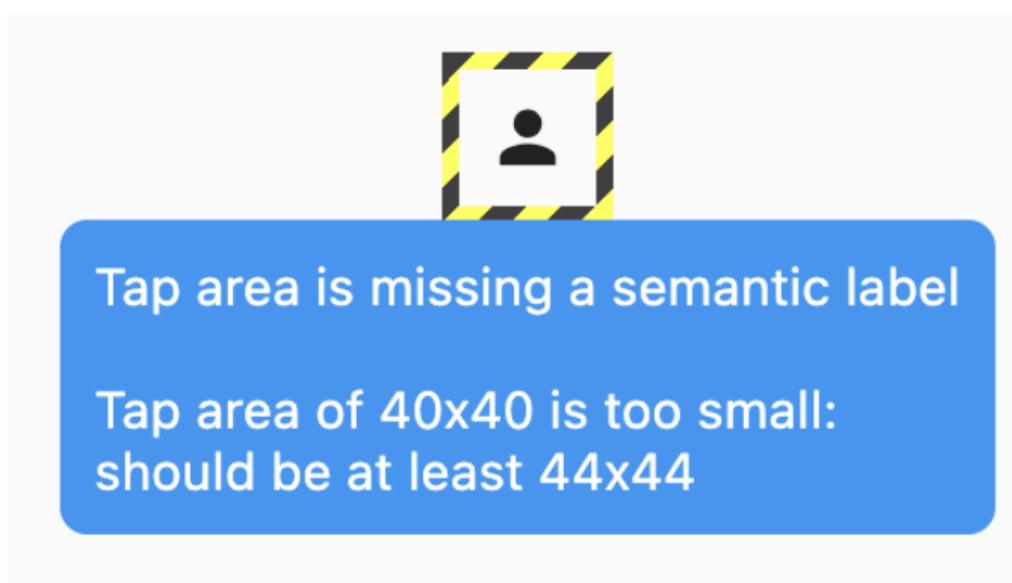 Tap area is missing a semantic label
Tap area of 40x40 is too small:
should be at least 44x44